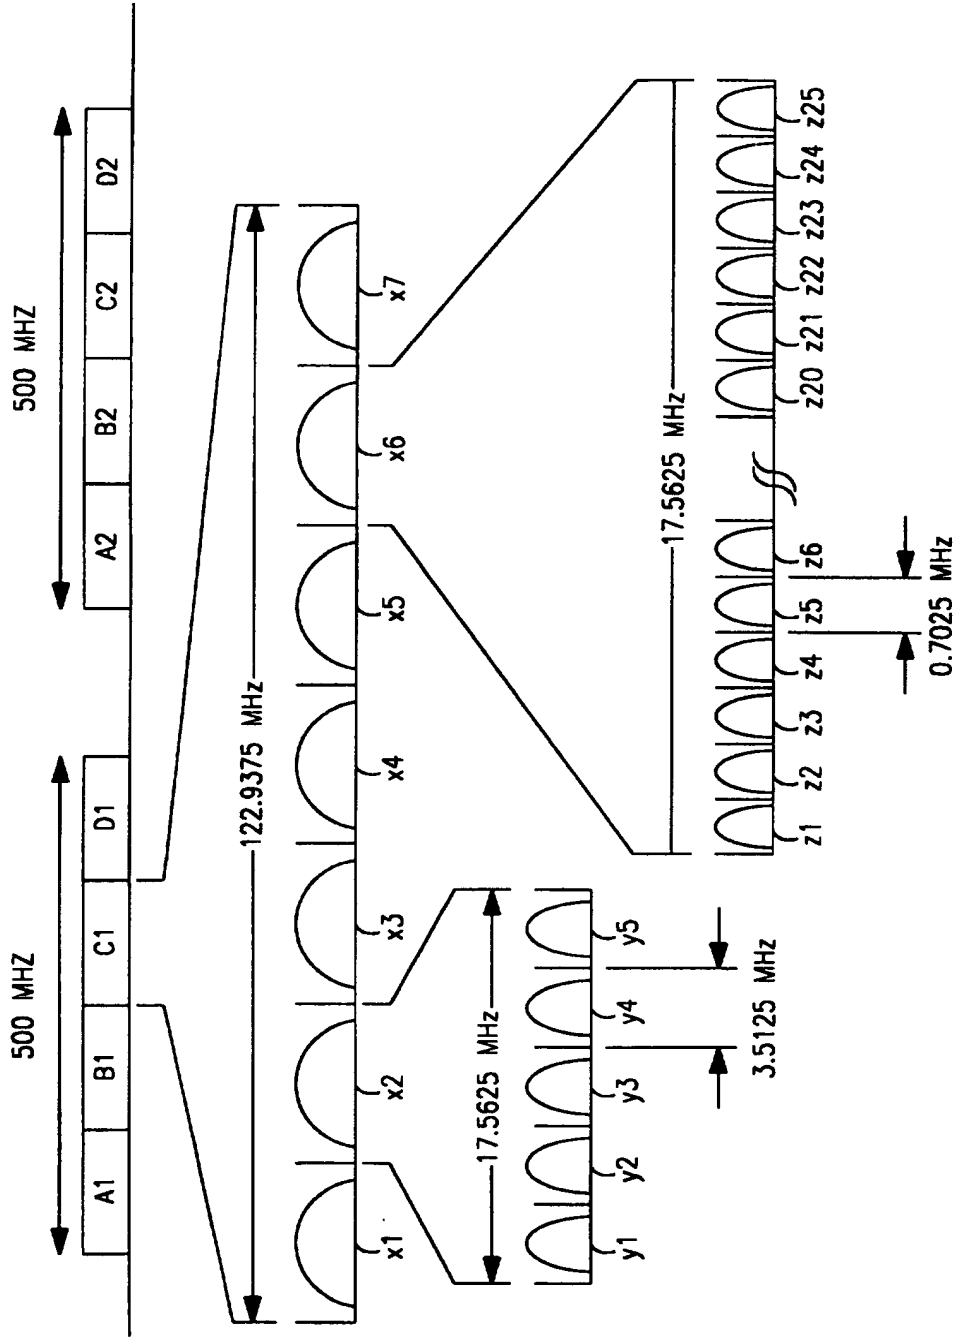 500 MHZ
500 MHZ
A1 B1 C1 D1
A2 B2 C2 D2
122.9375 MHz
x1 x2 x3 x4 x5 x6 x7
17.5625 MHz
y1 y2 y3 y4 y5
3.5125 MHz
17.5625 MHz
z1 z2 z3 z4 z5 z6 z20 z21 z22 z23 z24 z25
0.7025 MHz